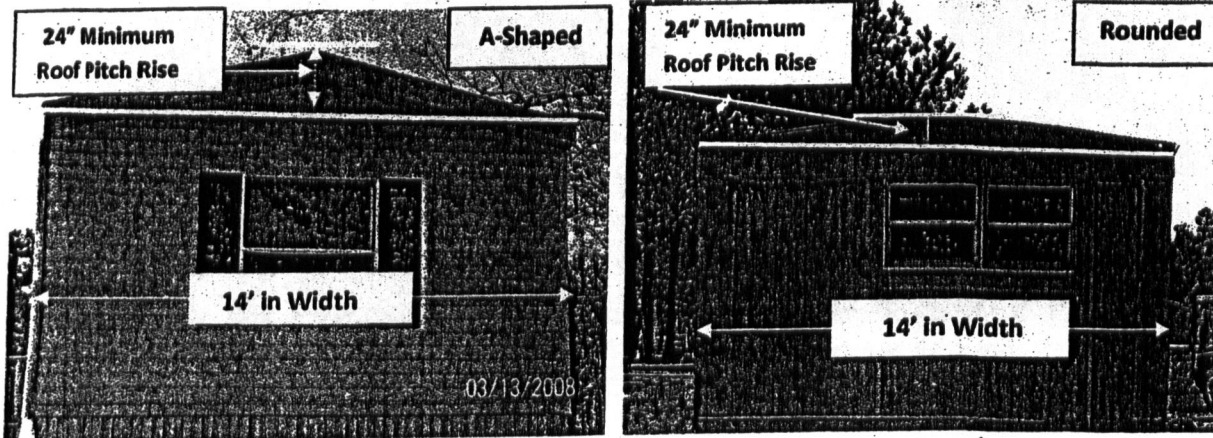 24" Minimum
Roof Pitch Rise
A-Shaped
14' in Width
03/13/2008
24" Minimum
Roof Pitch Rise
Rounded
14' in Width